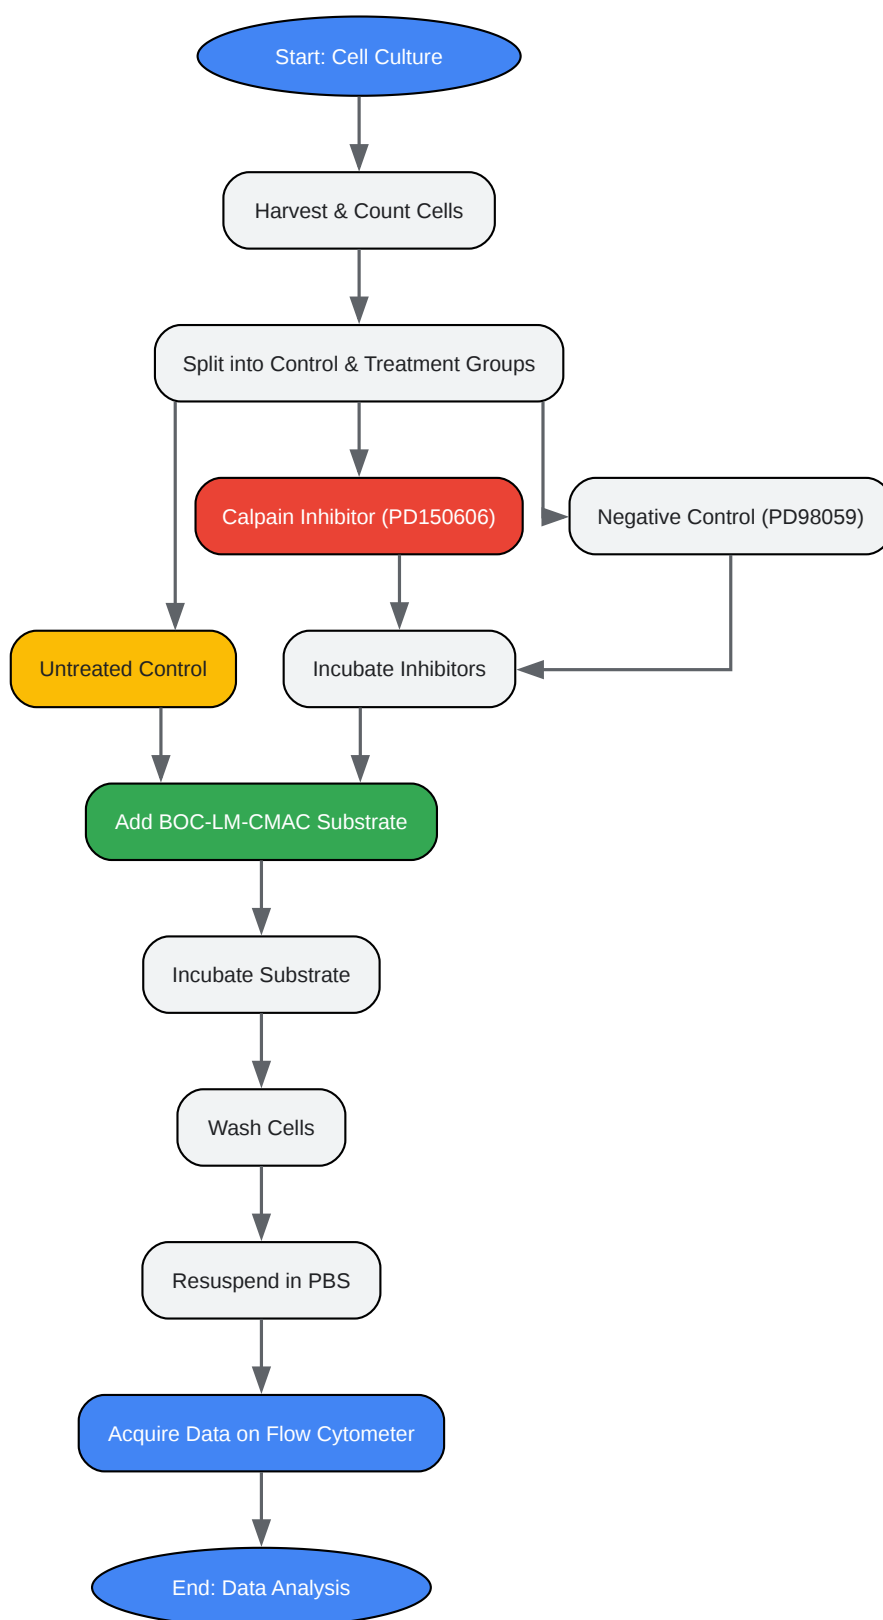 Start: Cell Culture
Harvest & Count Cells
Split into Control & Treatment Groups
Calpain Inhibitor (PD150606)
Negative Control (PD98059)
Untreated Control
Incubate Inhibitors
Add BOC-LM-CMAC Substrate
Incubate Substrate
Wash Cells
Resuspend in PBS
Acquire Data on Flow Cytometer
End: Data Analysis